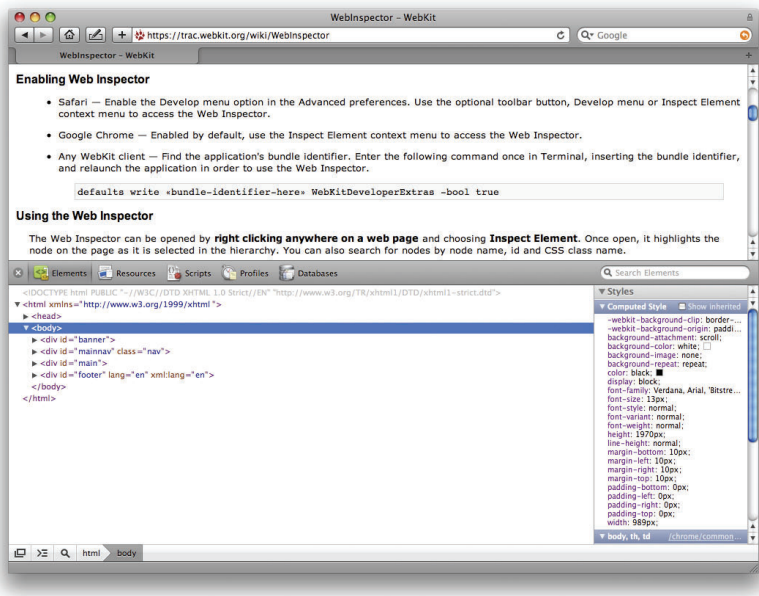 WebInspector – WebKit
https://trac.webkit.org/wiki/WebInspector
Google
WebInspector – WebKit
Enabling Web Inspector
• Safari — Enable the Develop menu option in the Advanced preferences. Use the optional toolbar button, Develop menu or Inspect Element
context menu to access the Web Inspector.
• Google Chrome — Enabled by default, use the Inspect Element context menu to access the Web Inspector.
• Any WebKit client — Find the application's bundle identifier. Enter the following command once in Terminal, inserting the bundle identifier,
and relaunch the application in order to use the Web Inspector.
defaults write «bundle-identifier-here» WebKitDeveloperExtras -bool true
Using the Web Inspector
The Web Inspector can be opened by right clicking anywhere on a web page and choosing Inspect Element. Once open, it highlights the
node on the page as it is selected in the hierarchy. You can also search for nodes by node name, id and CSS class name.
Elements Resources Scripts Profiles Databases Search Elements
<!DOCTYPE html PUBLIC "-//W3C//DTD XHTML 1.0 Strict//EN" "http://www.w3.org/TR/xhtml1/DTD/xhtml1-strict.dtd">
<html xmlns="http://www.w3.org/1999/xhtml">
<head>
<body>
<div id="banner">
<div id="mainnav" class="nav">
<div id="main">
<div id="footer" lang="en" xml:lang="en">
</body>
</html>
Styles
Computed Style Show inherited
-webkit-background-clip: border-...
-webkit-background-origin: paddi...
background-attachment: scroll;
background-color: white;
background-image: none;
background-repeat: repeat;
color: black;
display: block;
font-family: Verdana, Arial, 'Bitstre...
font-size: 13px;
font-style: normal;
font-variant: normal;
font-weight: normal;
height: 1970px;
line-height: normal;
margin-bottom: 10px;
margin-left: 10px;
margin-right: 10px;
margin-top: 10px;
padding-bottom: 0px;
padding-left: 0px;
padding-right: 0px;
padding-top: 0px;
width: 989px;
body, th, td /chrome/common...
html body